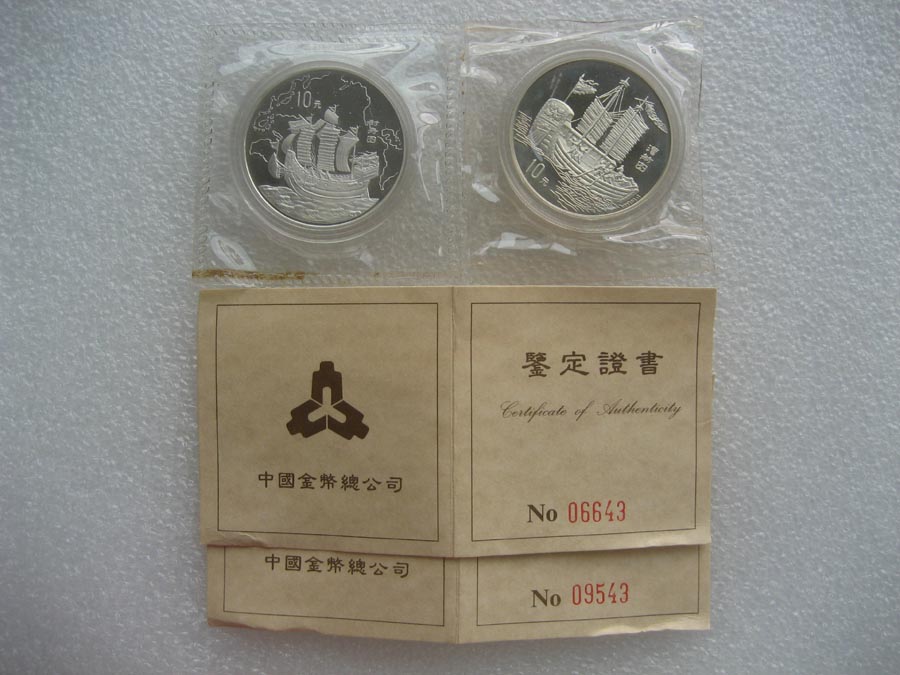 10元
10元
中國金幣總公司
鑒定證書
Certificate of Authenticity
No 06643
中國金幣總公司
No 09543